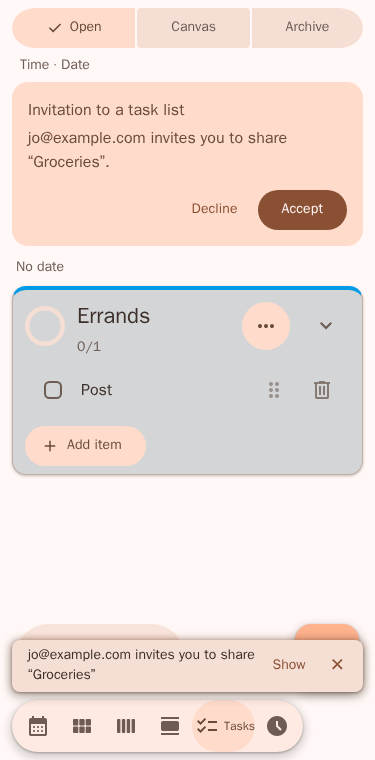 Open
Canvas
Archive
Time · Date
Invitation to a task list
jo@example.com invites you to share
“Groceries”.
Decline
Accept
No date
Errands
0/1
Post
Add item
jo@example.com invites you to share
“Groceries”
Show
Tasks